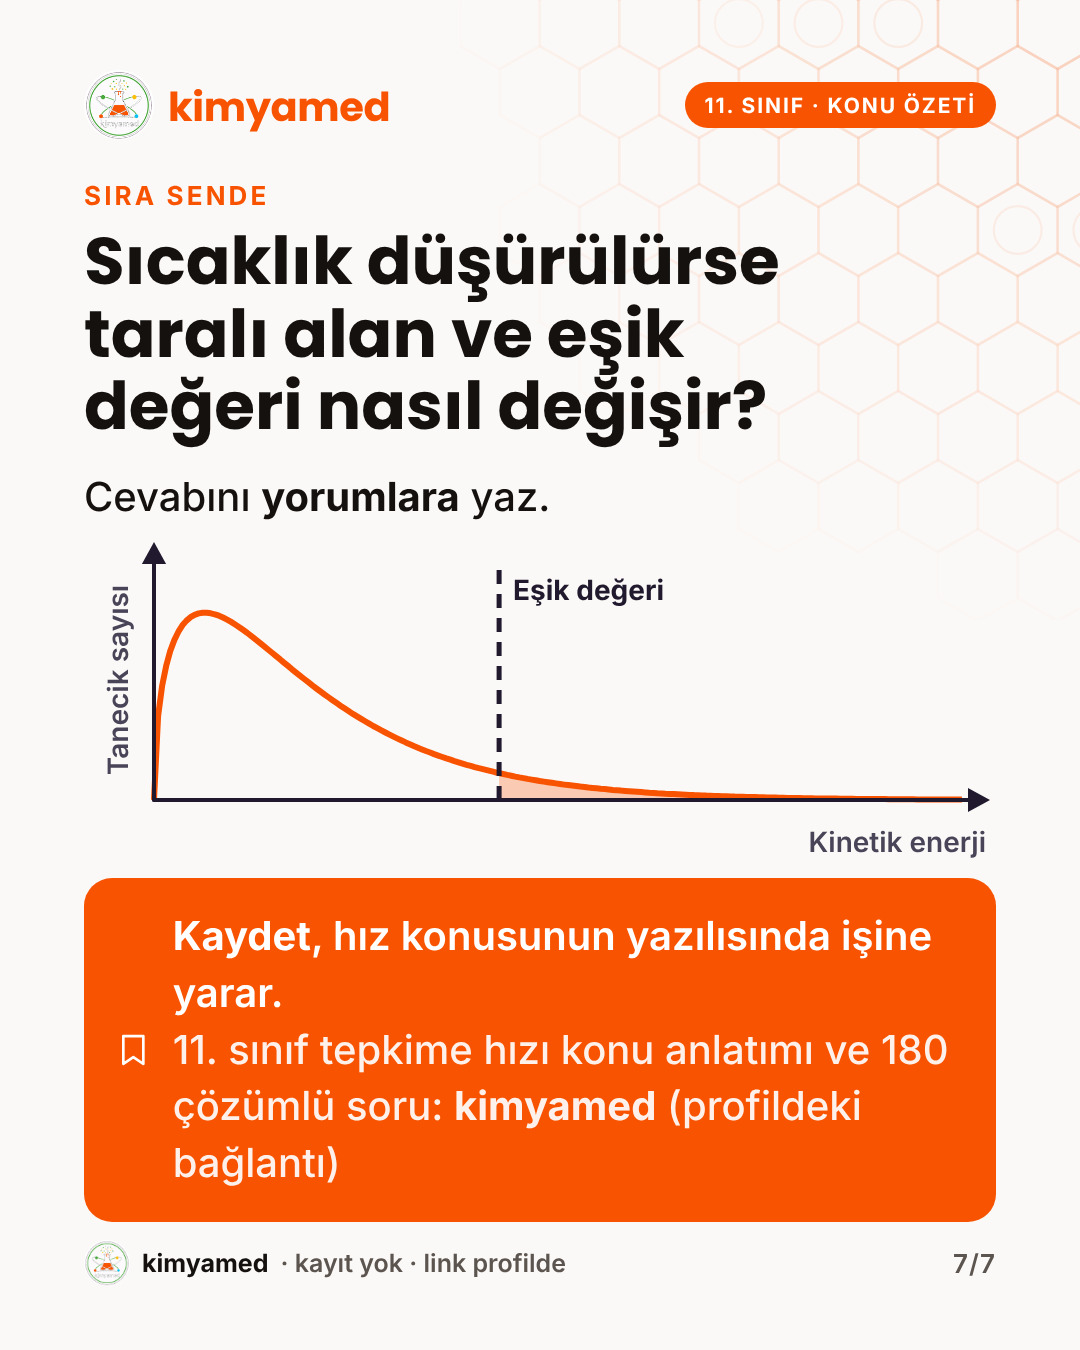 kimyamed
11. SINIF · KONU ÖZETİ
SIRA SENDE
Sıcaklık düşürülürse
taralı alan ve eşik
değeri nasıl değişir?
Cevabını yorumlara yaz.
Eşik değeri
Tanecik sayısı
Kinetik enerji
Kaydet, hız konusunun yazılısında işine
yarar.
11. sınıf tepkime hızı konu anlatımı ve 180
çözümlü soru: kimyamed (profildeki
bağlantı)
kimyamed · kayıt yok · link profilde
7/7